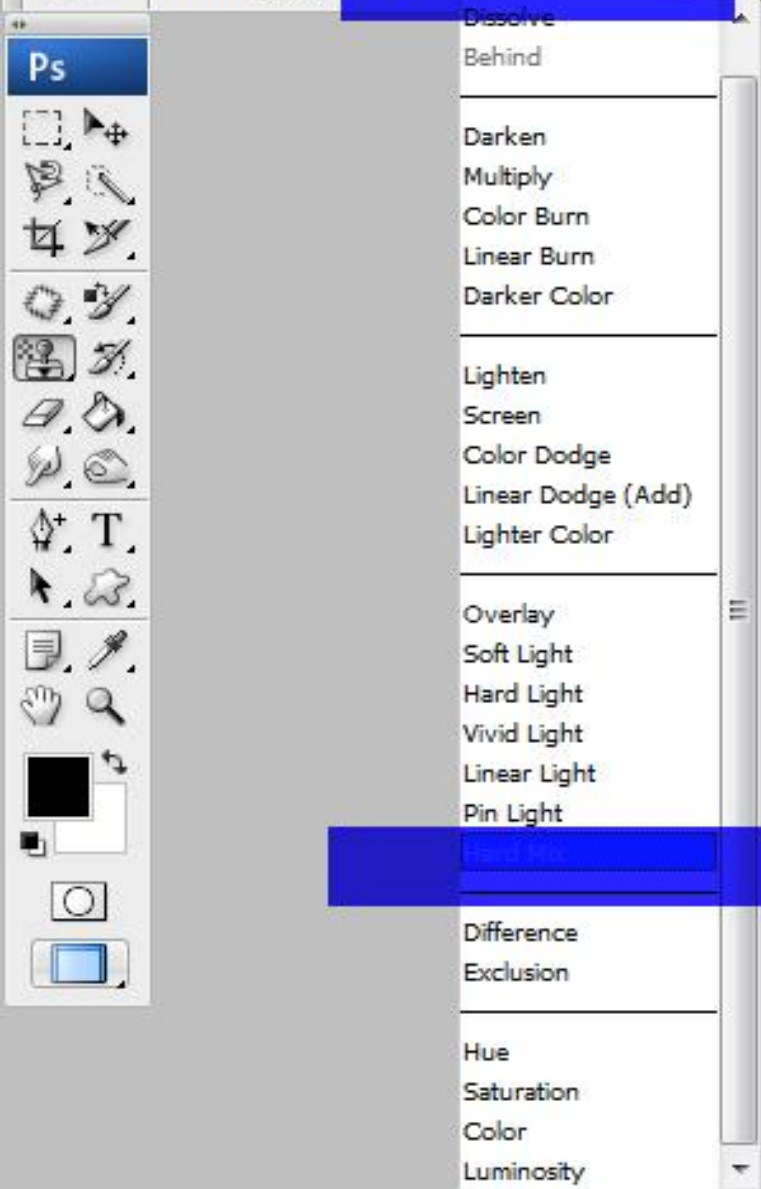 Dissolve
Behind
Ps
Darken
Multiply
Color Burn
Linear Burn
Darker Color
Lighten
Screen
Color Dodge
Linear Dodge (Add)
Lighter Color
T
Overlay
Soft Light
Hard Light
Vivid Light
Linear Light
Pin Light
Hard Mix
Difference
Exclusion
Hue
Saturation
Color
Luminosity